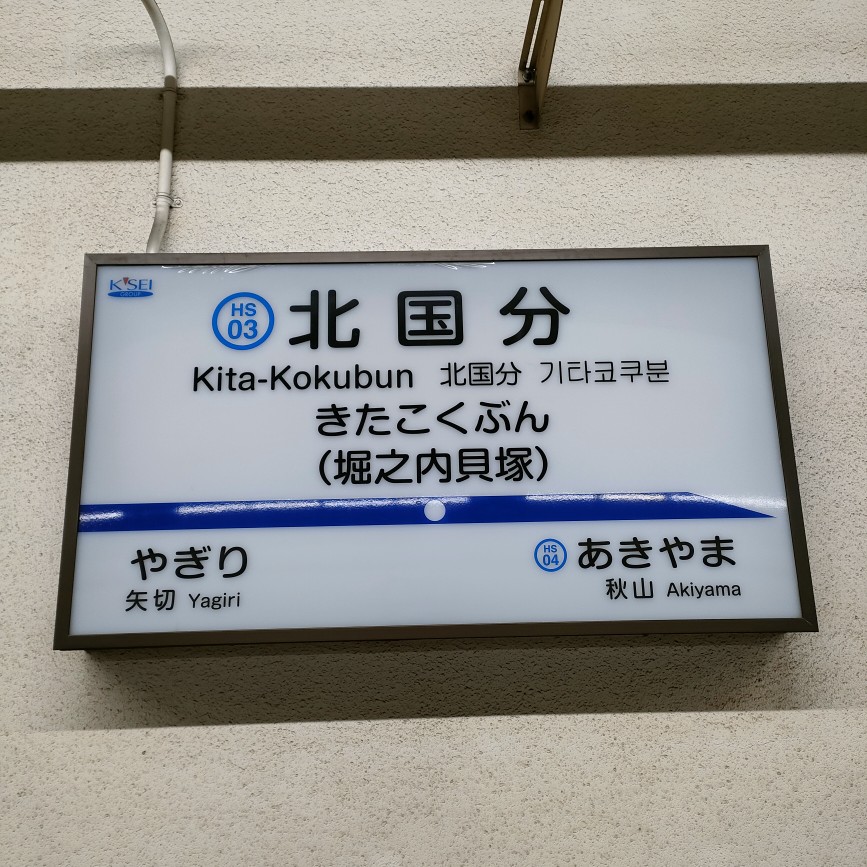 K'SEI
GROUP
HS
03
北国分
Kita-Kokubun 北国分 기타코쿠분
きたこくぶん
(堀之内貝塚)
やぎり
矢切 Yagiri
HS
04
あきやま
秋山 Akiyama